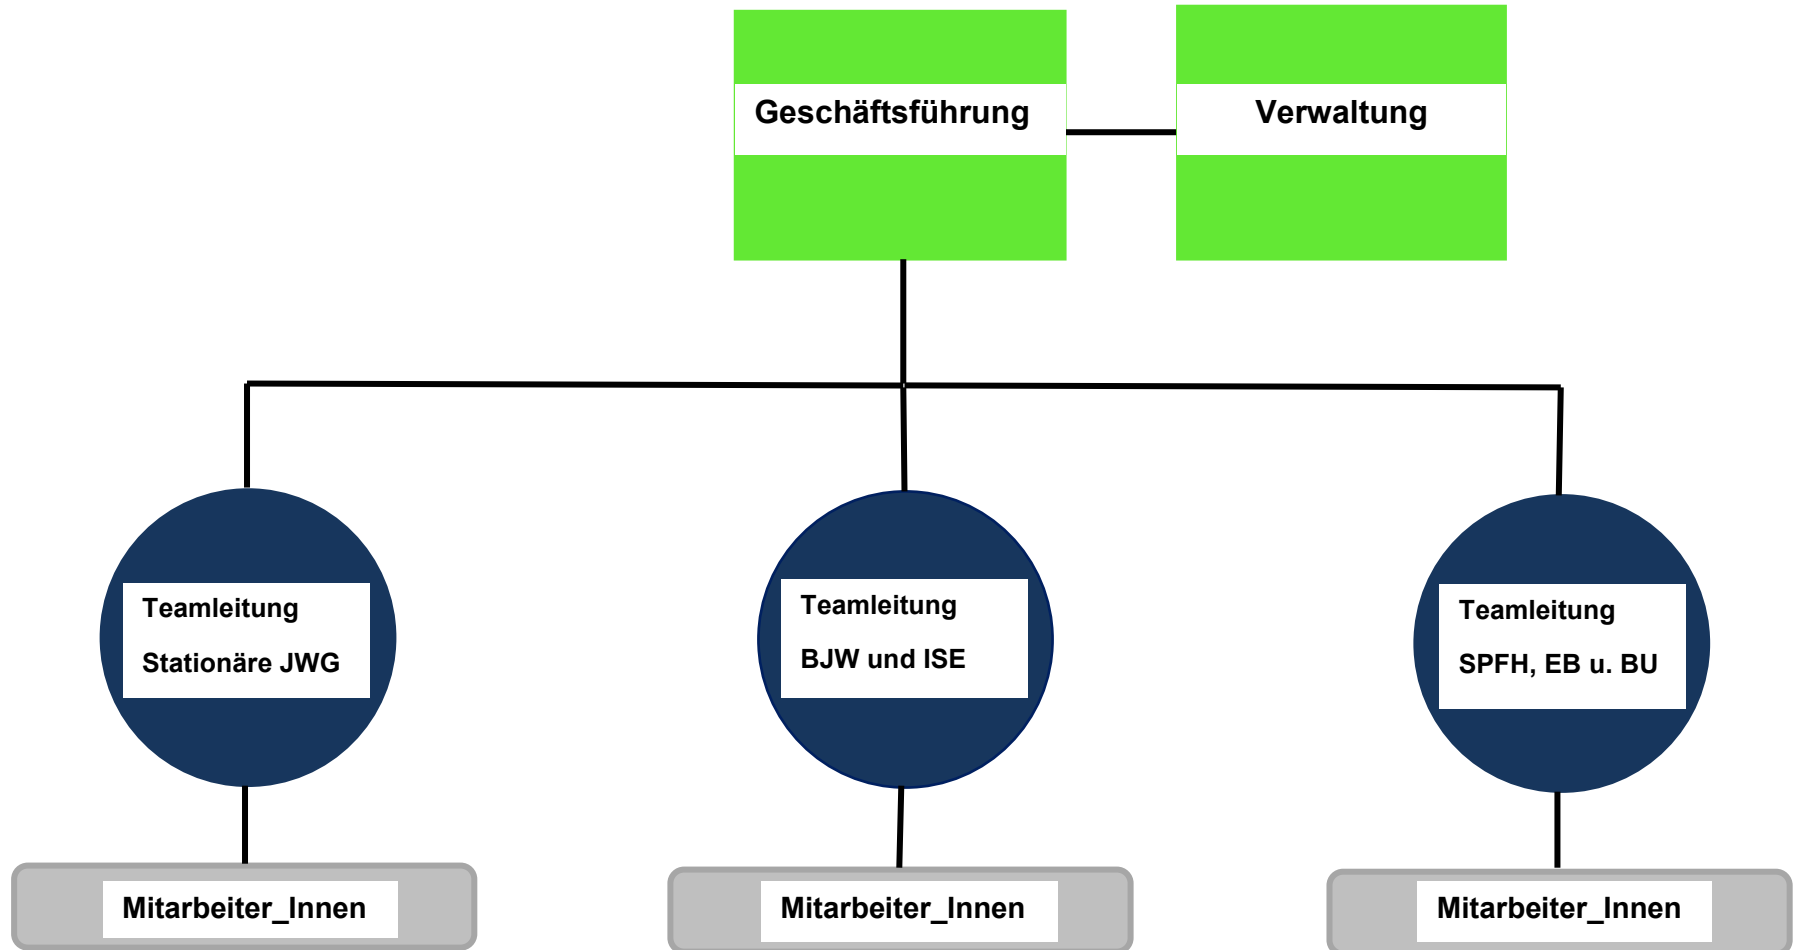 Geschäftsführung
Verwaltung
Teamleitung
Stationäre JWG
Teamleitung
BJW und ISE
Teamleitung
SPFH, EB u. BU
Mitarbeiter_Innen
Mitarbeiter_Innen
Mitarbeiter_Innen